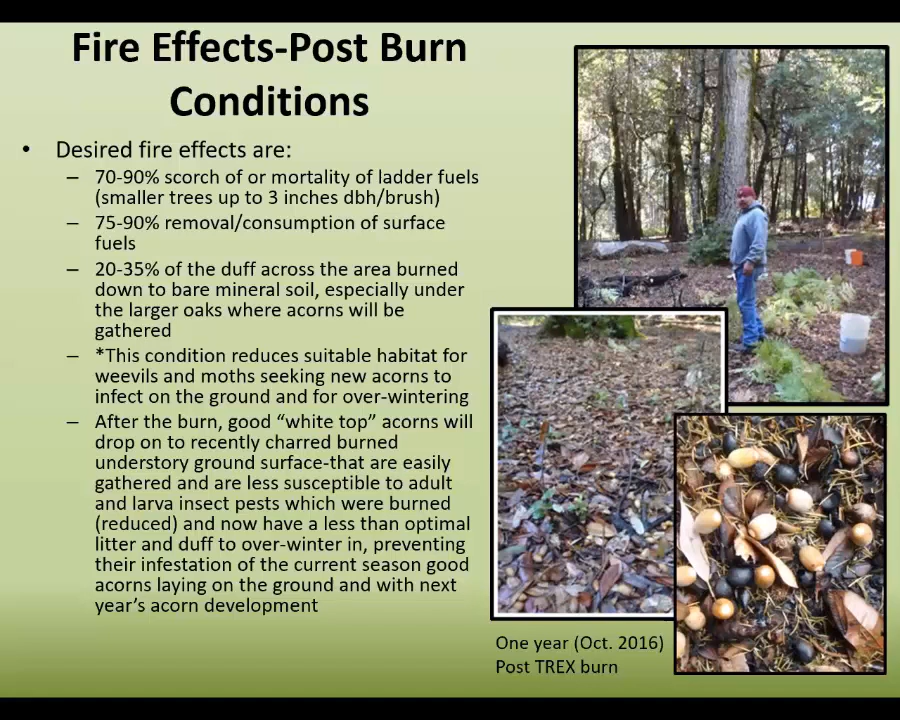 Fire Effects-Post Burn
Conditions
• Desired fire effects are:
– 70-90% scorch of or mortality of ladder fuels
(smaller trees up to 3 inches dbh/brush)
– 75-90% removal/consumption of surface
fuels
– 20-35% of the duff across the area burned
down to bare mineral soil, especially under
the larger oaks where acorns will be
gathered
– *This condition reduces suitable habitat for
weevils and moths seeking new acorns to
infect on the ground and for over-wintering
– After the burn, good “white top” acorns will
drop on to recently charred burned
understory ground surface-that are easily
gathered and are less susceptible to adult
and larva insect pests which were burned
(reduced) and now have a less than optimal
litter and duff to over-winter in, preventing
their infestation of the current season good
acorns laying on the ground and with next
year’s acorn development
One year (Oct. 2016)
Post TREX burn